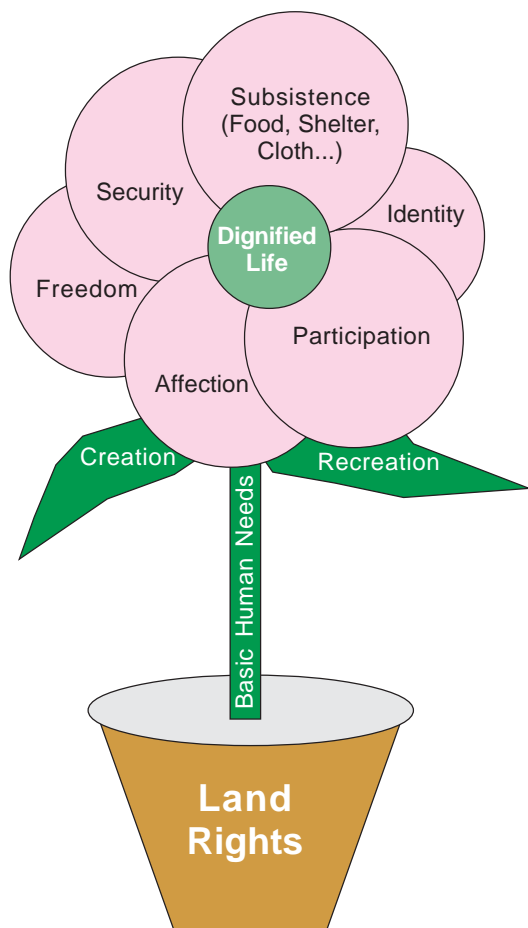 Subsistence
(Food, Shelter,
Cloth...)
Security
Identity
Dignified
Life
Freedom
Participation
Affection
Creation
Recreation
Basic Human Needs
Land
Rights